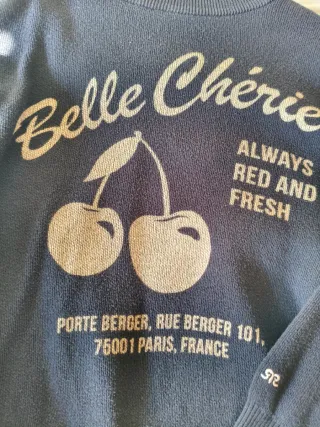 Belle Chérie
ALWAYS
RED AND
FRESH
PORTE BERGER, RUE BERGER 101,
75001 PARIS, FRANCE